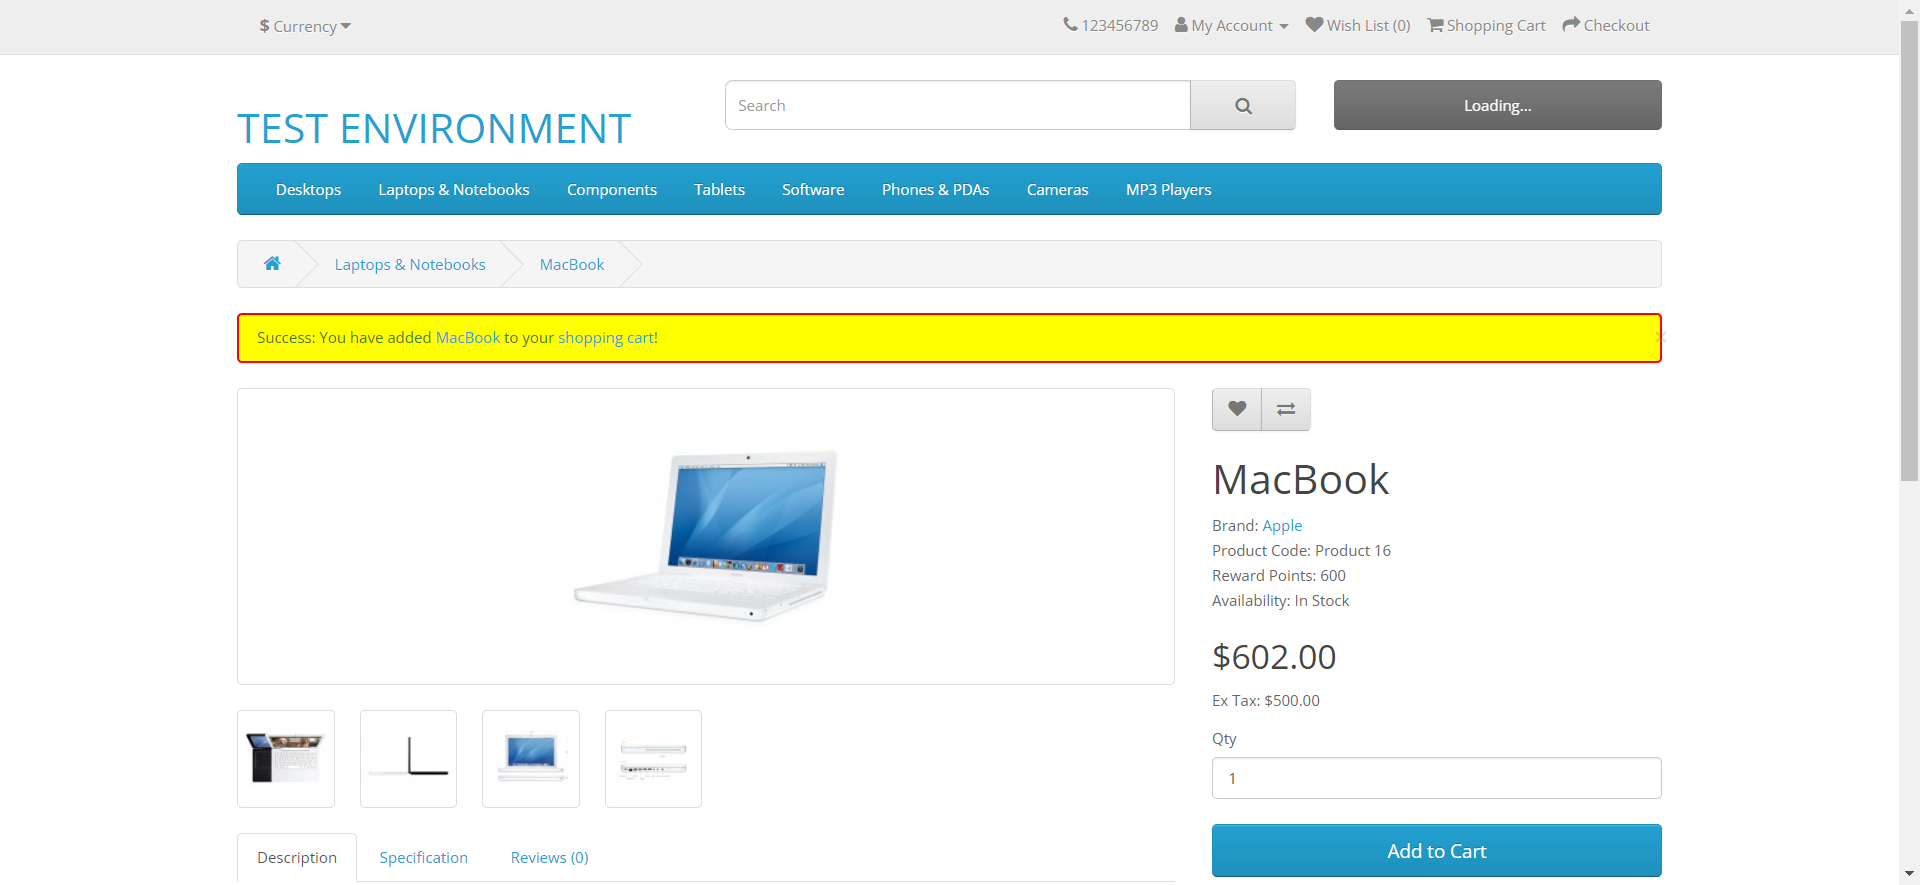 $ Currency
123456789 My Account Wish List (0) Shopping Cart Checkout
TEST ENVIRONMENT
Search
Loading...
Desktops Laptops & Notebooks Components Tablets Software Phones & PDAs Cameras MP3 Players
Laptops & Notebooks MacBook
Success: You have added MacBook to your shopping cart!
×
MacBook
Brand: Apple
Product Code: Product 16
Reward Points: 600
Availability: In Stock
$602.00
Ex Tax: $500.00
Qty
1
Add to Cart
Description Specification Reviews (0)